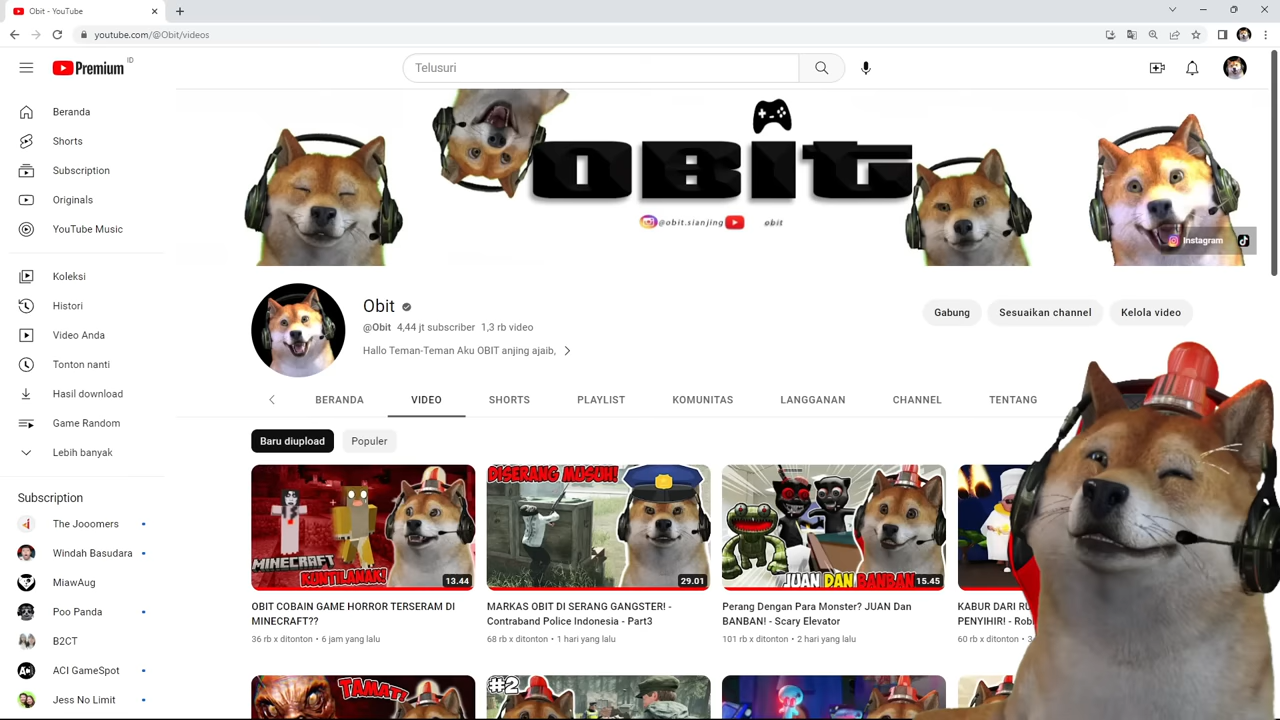 Obit - YouTube
youtube.com/@Obit/videos
Premium ID
Telusuri
Beranda
Shorts
Subscription
Originals
YouTube Music
Koleksi
Histori
Video Anda
Tonton nanti
Hasil download
Game Random
Lebih banyak
Subscription
The Jooomers
Windah Basudara
MiawAug
Poo Panda
B2CT
ACI GameSpot
Jess No Limit
OBIT
@obit.sianjing obit
Instagram
Obit
@Obit 4,44 jt subscriber 1,3 rb video
Hallo Teman-Teman Aku OBIT anjing ajaib,
Gabung Sesuaikan channel Kelola video
BERANDA VIDEO SHORTS PLAYLIST KOMUNITAS LANGGANAN CHANNEL TENTANG
Baru diupload Populer
MINECRAFT
KUNTILANAK!
13.44
OBIT COBAIN GAME HORROR TERSERAM DI
MINECRAFT??
36 rb x ditonton • 6 jam yang lalu
DISERANG MUSUH!
29.01
MARKAS OBIT DI SERANG GANGSTER! -
Contraband Police Indonesia - Part3
68 rb x ditonton • 1 hari yang lalu
JUAN DAN BANBAN
15.45
Perang Dengan Para Monster? JUAN Dan
BANBAN! - Scary Elevator
101 rb x ditonton • 2 hari yang lalu
KABUR DARI
PENYIHIR! -
60 rb x ditonton •
TAMAT!
#2